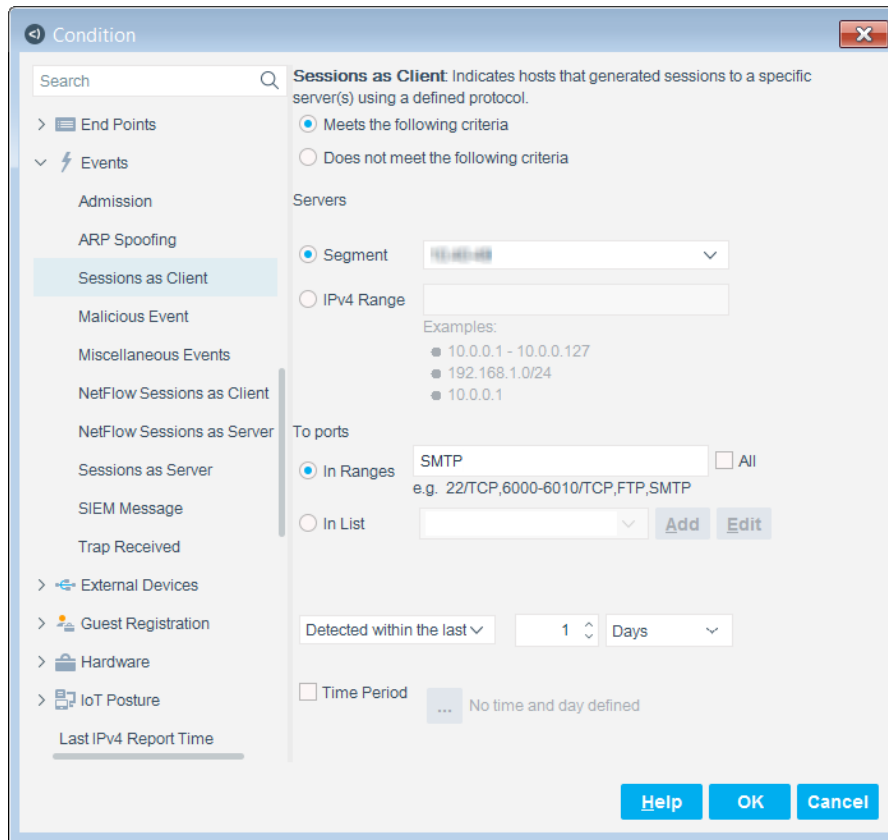 Condition
Search
End Points
Events
Admission
ARP Spoofing
Sessions as Client
Malicious Event
Miscellaneous Events
NetFlow Sessions as Client
NetFlow Sessions as Server
Sessions as Server
SIEM Message
Trap Received
External Devices
Guest Registration
Hardware
IoT Posture
Last IPv4 Report Time
Sessions as Client: Indicates hosts that generated sessions to a specific
server(s) using a defined protocol.
Meets the following criteria
Does not meet the following criteria
Servers
Segment
IPv4 Range
Examples:
10.0.0.1 - 10.0.0.127
192.168.1.0/24
10.0.0.1
To ports
In Ranges SMTP All
e.g. 22/TCP,6000-6010/TCP,FTP,SMTP
In List Add Edit
Detected within the last 1 Days
Time Period ... No time and day defined
Help OK Cancel